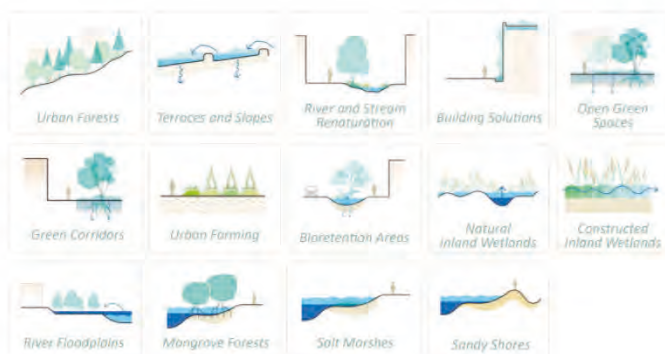 Urban Forests
Terraces and Slopes
River and Stream
Renaturation
Building Solutions
Open Green
Spaces
Green Corridors
Urban Farming
Bioretention Areas
Natural
Inland Wetlands
Constructed
Inland Wetlands
River Floodplains
Mangrove Forests
Salt Marshes
Sandy Shores